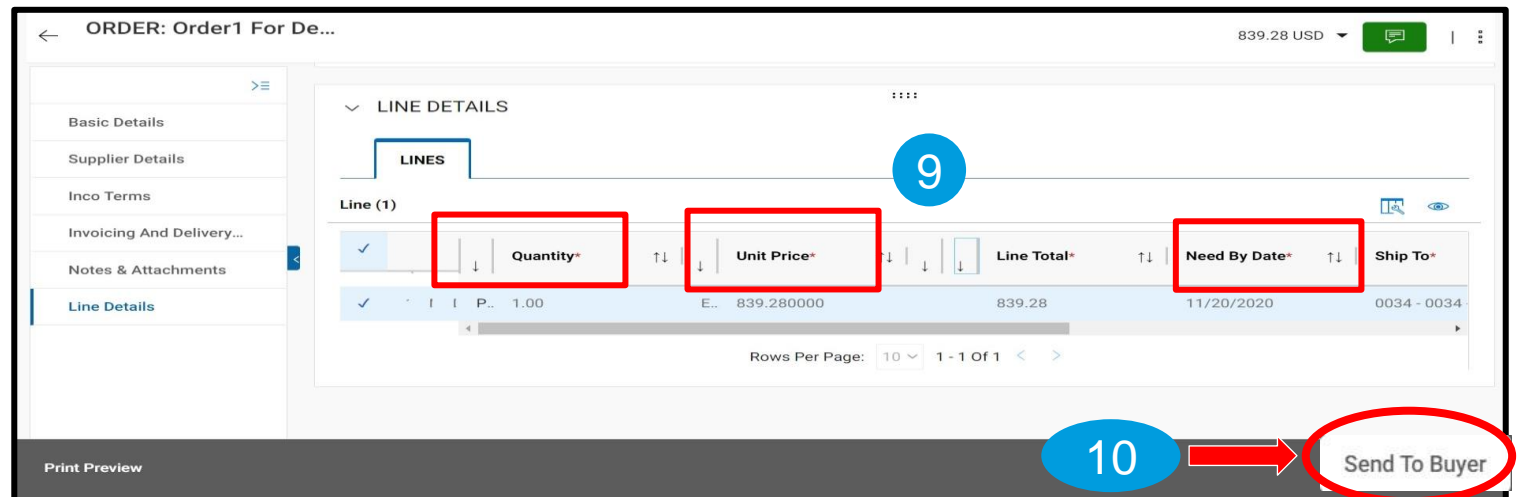 ORDER: Order1 For De...
839.28 USD
Basic Details
Supplier Details
Inco Terms
Invoicing And Delivery...
Notes & Attachments
Line Details
LINE DETAILS
LINES
9
Line (1)
Quantity* Unit Price* Line Total* Need By Date* Ship To*
P.. 1.00 E.. 839.280000 839.28 11/20/2020 0034 - 0034
Rows Per Page: 10 1 - 1 Of 1
Print Preview
10
Send To Buyer